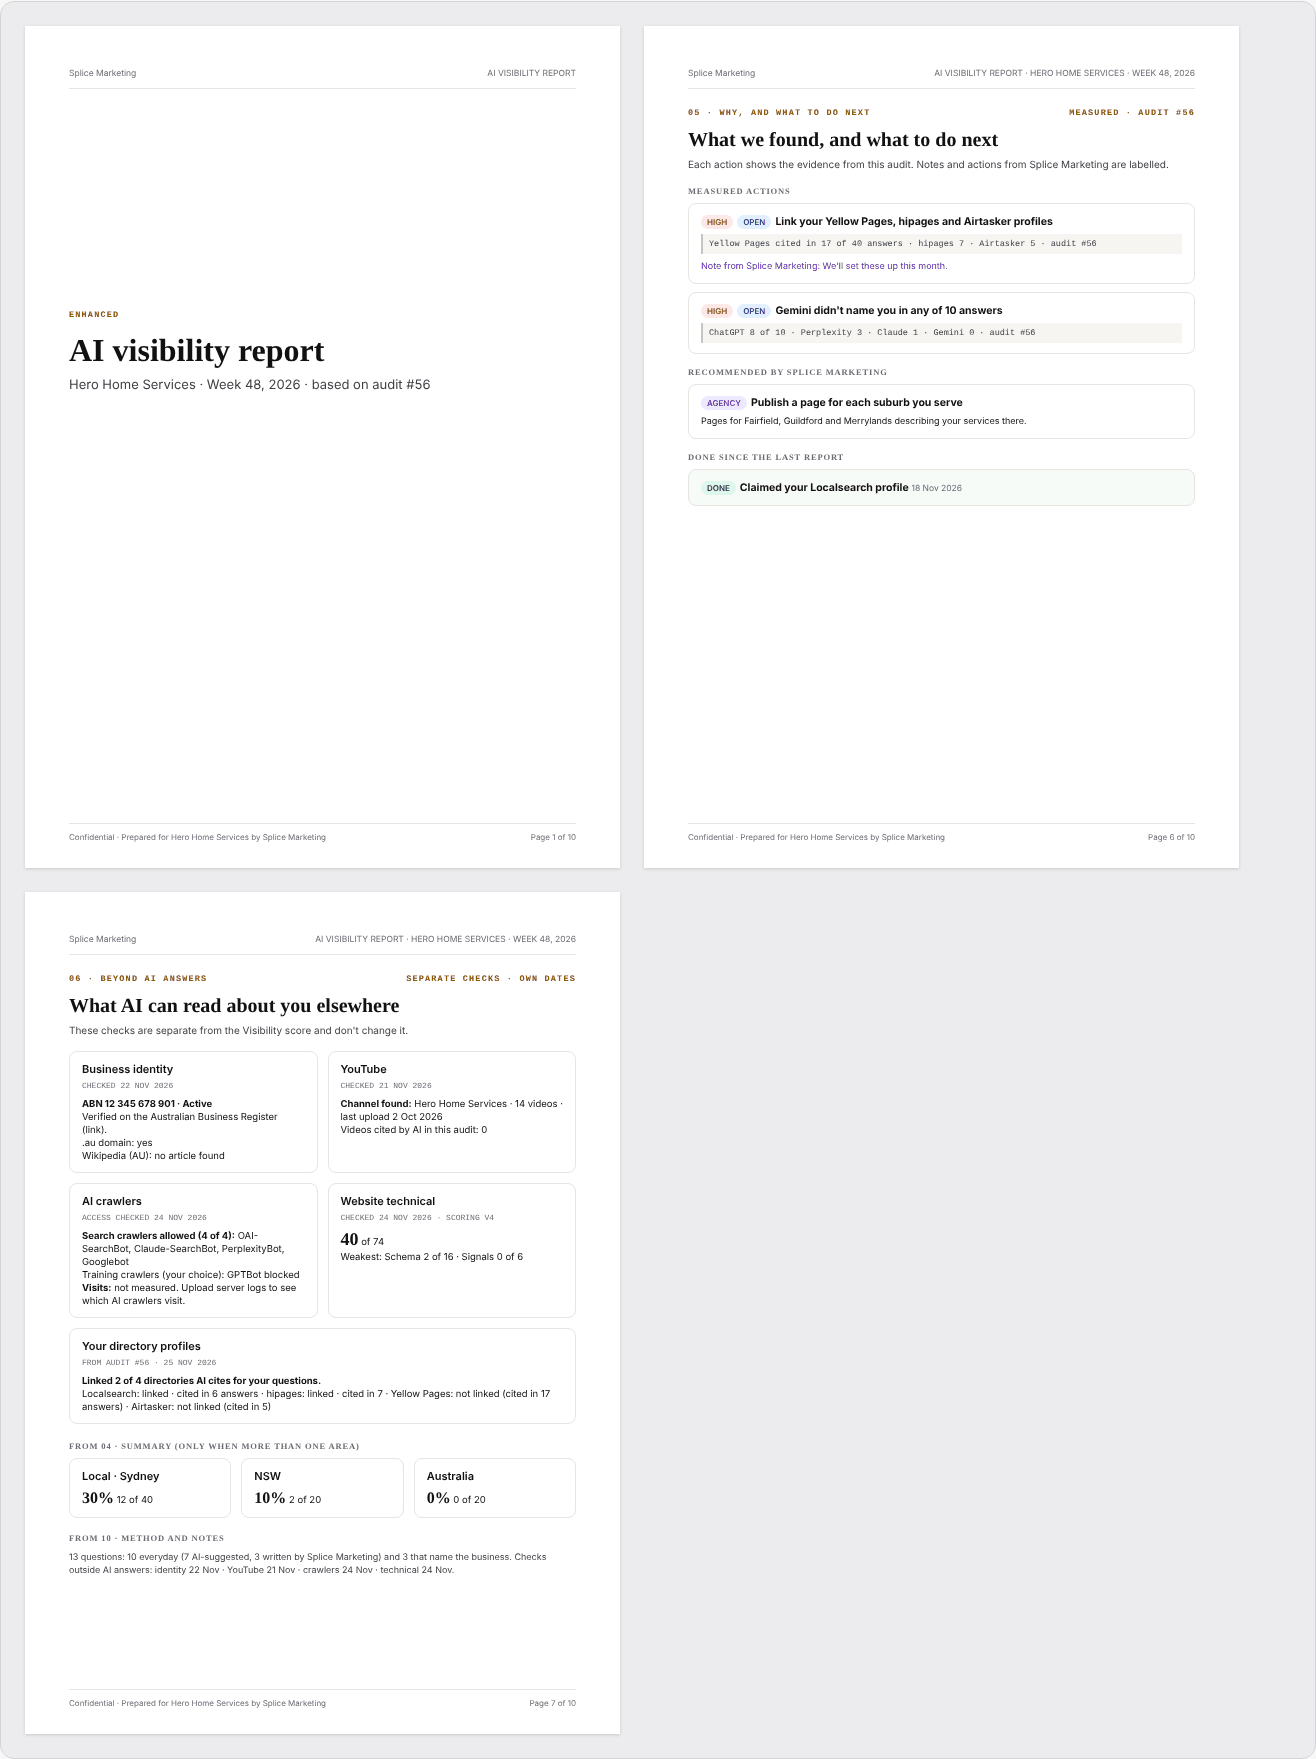 Splice Marketing
AI VISIBILITY REPORT
ENHANCED
AI visibility report
Hero Home Services · Week 48, 2026 · based on audit #56
Confidential · Prepared for Hero Home Services by Splice Marketing
Page 1 of 10
Splice Marketing
AI VISIBILITY REPORT · HERO HOME SERVICES · WEEK 48, 2026
05 · WHY, AND WHAT TO DO NEXT
MEASURED · AUDIT #56
What we found, and what to do next
Each action shows the evidence from this audit. Notes and actions from Splice Marketing are labelled.
MEASURED ACTIONS
HIGH OPEN Link your Yellow Pages, hipages and Airtasker profiles
Yellow Pages cited in 17 of 40 answers · hipages 7 · Airtasker 5 · audit #56
Note from Splice Marketing: We'll set these up this month.
HIGH OPEN Gemini didn't name you in any of 10 answers
ChatGPT 8 of 10 · Perplexity 3 · Claude 1 · Gemini 0 · audit #56
RECOMMENDED BY SPLICE MARKETING
AGENCY Publish a page for each suburb you serve
Pages for Fairfield, Guildford and Merrylands describing your services there.
DONE SINCE THE LAST REPORT
DONE Claimed your Localsearch profile 18 Nov 2026
Confidential · Prepared for Hero Home Services by Splice Marketing
Page 6 of 10
Splice Marketing
AI VISIBILITY REPORT · HERO HOME SERVICES · WEEK 48, 2026
06 · BEYOND AI ANSWERS
SEPARATE CHECKS · OWN DATES
What AI can read about you elsewhere
These checks are separate from the Visibility score and don't change it.
Business identity
CHECKED 22 NOV 2026
ABN 12 345 678 901 · Active
Verified on the Australian Business Register
(link).
.au domain: yes
Wikipedia (AU): no article found
YouTube
CHECKED 21 NOV 2026
Channel found: Hero Home Services · 14 videos ·
last upload 2 Oct 2026
Videos cited by AI in this audit: 0
AI crawlers
ACCESS CHECKED 24 NOV 2026
Search crawlers allowed (4 of 4): OAI-
SearchBot, Claude-SearchBot, PerplexityBot,
Googlebot
Training crawlers (your choice): GPTBot blocked
Visits: not measured. Upload server logs to see
which AI crawlers visit.
Website technical
CHECKED 24 NOV 2026 · SCORING V4
40 of 74
Weakest: Schema 2 of 16 · Signals 0 of 6
Your directory profiles
FROM AUDIT #56 · 25 NOV 2026
Linked 2 of 4 directories AI cites for your questions.
Localsearch: linked · cited in 6 answers · hipages: linked · cited in 7 · Yellow Pages: not linked (cited in 17
answers) · Airtasker: not linked (cited in 5)
FROM 04 · SUMMARY (ONLY WHEN MORE THAN ONE AREA)
Local · Sydney
30% 12 of 40
NSW
10% 2 of 20
Australia
0% 0 of 20
FROM 10 · METHOD AND NOTES
13 questions: 10 everyday (7 AI-suggested, 3 written by Splice Marketing) and 3 that name the business. Checks
outside AI answers: identity 22 Nov · YouTube 21 Nov · crawlers 24 Nov · technical 24 Nov.
Confidential · Prepared for Hero Home Services by Splice Marketing
Page 7 of 10